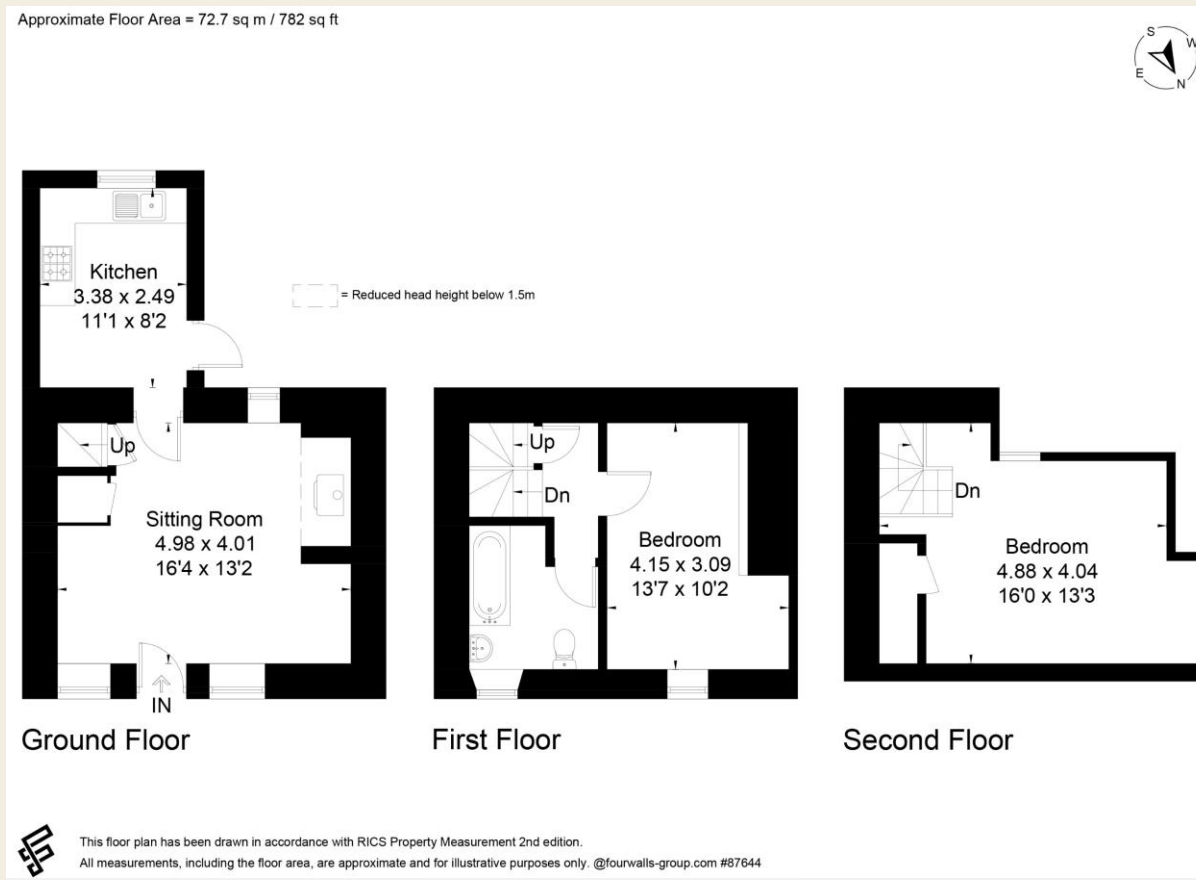 Approximate Floor Area = 72.7 sq m / 782 sq ft
S
W
E
N
Kitchen
3.38 x 2.49
11'1 x 8'2
= Reduced head height below 1.5m
Up
Sitting Room
4.98 x 4.01
16'4 x 13'2
IN
Ground Floor
Up
Dn
Bedroom
4.15 x 3.09
13'7 x 10'2
First Floor
Dn
Bedroom
4.88 x 4.04
16'0 x 13'3
Second Floor
This floor plan has been drawn in accordance with RICS Property Measurement 2nd edition.
All measurements, including the floor area, are approximate and for illustrative purposes only. @fourwalls-group.com #87644